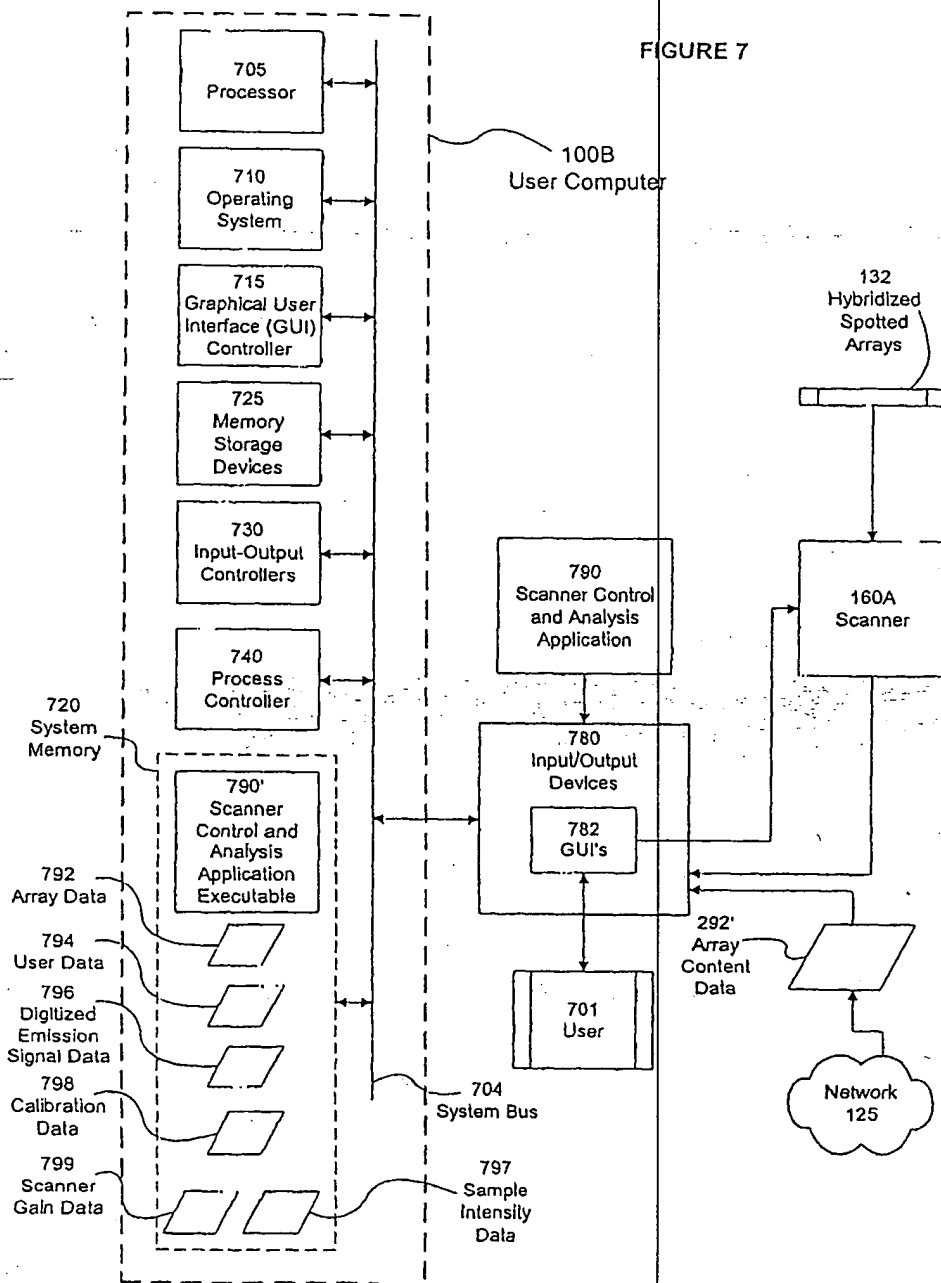 FIGURE 7
705
Processor
100B
User Computer
710
Operating
System
715
Graphical User
Interface (GUI)
Controller
132
Hybridized
Spotted
Arrays
725
Memory
Storage
Devices
730
Input-Output
Controllers
790
Scanner Control
and Analysis
Application
160A
Scanner
740
Process
Controller
720
System
Memory
780
Input/Output
Devices
782
GUI's
790'
Scanner
Control and
Analysis
Application
Executable
792
Array Data
794
User Data
796
Digitized
Emission
Signal Data
798
Calibration
Data
799
Scanner
Gain Data
797
Sample
Intensity
Data
701
User
704
System Bus
292'
Array
Content
Data
Network
125